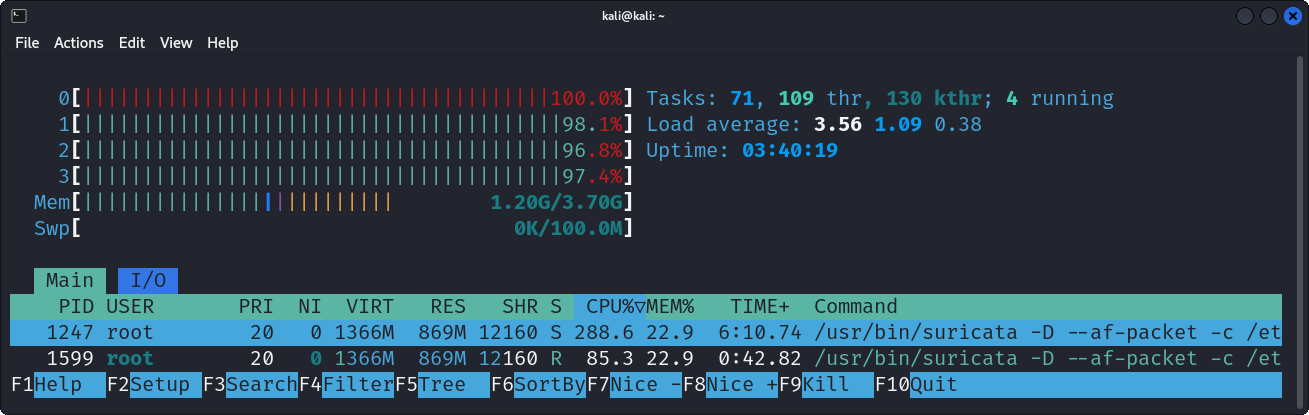 kali@kali: ~
File Actions Edit View Help
0[||||||||||||||||||||||||||||||||||||||||100.0%] Tasks: 71, 109 thr, 130 kthr; 4 running
1[||||||||||||||||||||||||||||||||||||||||98.1%] Load average: 3.56 1.09 0.38
2[||||||||||||||||||||||||||||||||||||||||96.8%] Uptime: 03:40:19
3[||||||||||||||||||||||||||||||||||||||||97.4%]
Mem[|||||||||||||||||||||||||| 1.20G/3.70G]
Swp[ 0K/100.0M]
Main I/O
PID USER PRI NI VIRT RES SHR S CPU%▽MEM% TIME+ Command
1247 root 20 0 1366M 869M 12160 S 288.6 22.9 6:10.74 /usr/bin/suricata -D --af-packet -c /et
1599 root 20 0 1366M 869M 12160 R 85.3 22.9 0:42.82 /usr/bin/suricata -D --af-packet -c /et
F1Help F2Setup F3SearchF4FilterF5Tree F6SortByF7Nice -F8Nice +F9Kill F10Quit